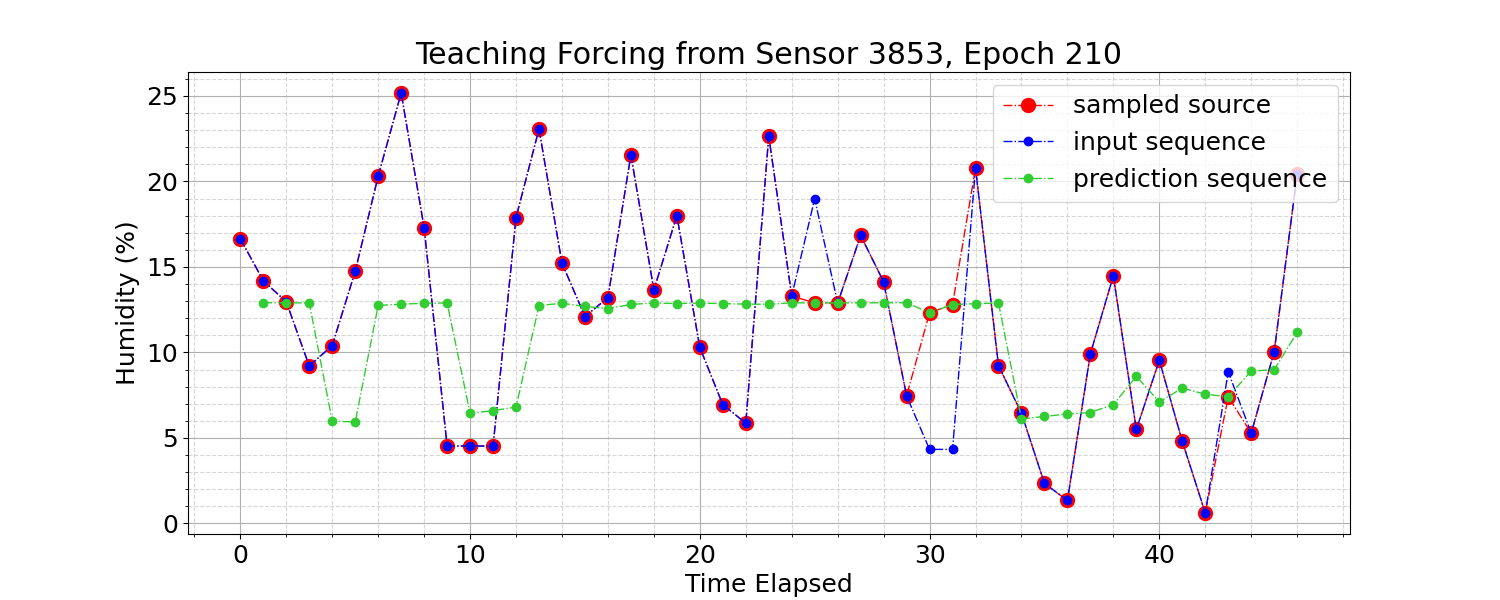 Teaching Forcing from Sensor 3853, Epoch 210
25
20
15
10
5
0
Humidity (%)
sampled source
input sequence
prediction sequence
0 10 20 30 40
Time Elapsed